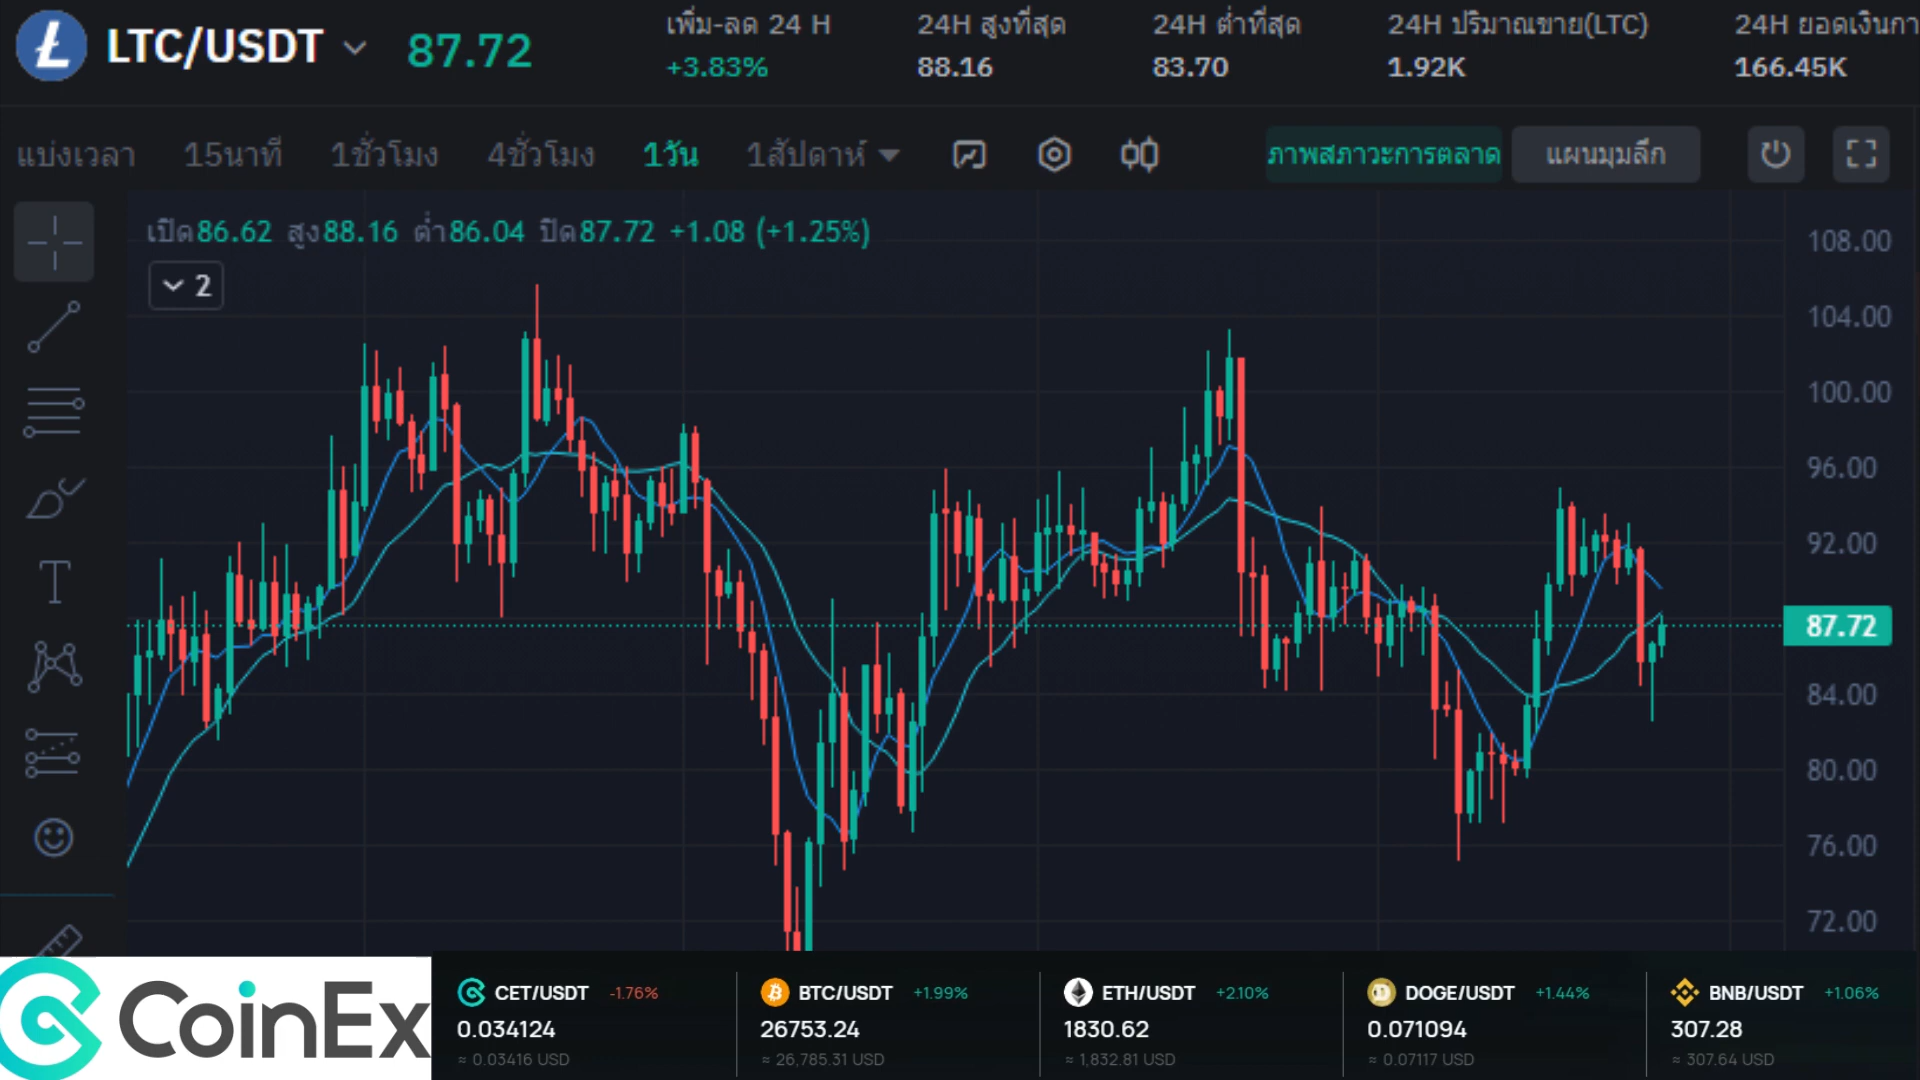 LTC/USDT 87.72
เพิ่ม-ลด 24 H
+3.83%
24H สูงที่สุด
88.16
24H ต่ำที่สุด
83.70
24H ปริมาณขาย(LTC)
1.92K
24H ยอดเงินกา
166.45K
แบ่งเวลา 15นาที 1ชั่วโมง 4ชั่วโมง 1วัน 1สัปดาห์ ภาพสภาวะการตลาด แผนมุมลึก
เปิด86.62 สูง88.16 ต่ำ86.04 ปิด87.72 +1.08 (+1.25%)
2
108.00
104.00
100.00
96.00
92.00
87.72
84.00
80.00
76.00
72.00
CoinEx
CET/USDT -1.76%
0.034124
≈ 0.03416 USD
BTC/USDT +1.99%
26753.24
≈ 26,785.31 USD
ETH/USDT +2.10%
1830.62
≈ 1,832.81 USD
DOGE/USDT +1.44%
0.071094
≈ 0.07117 USD
BNB/USDT +1.06%
307.28
≈ 307.64 USD